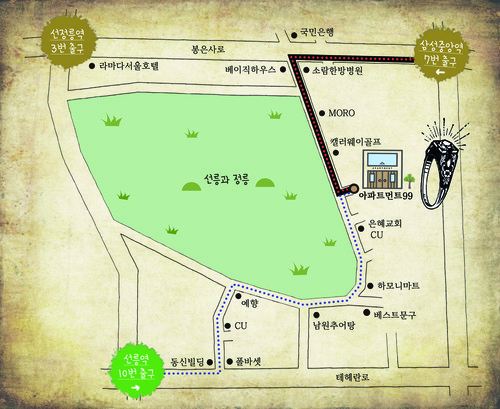 국민은행
선정릉역
3번 출구
봉은사로
삼성중앙역
7번 출구
라마다서울호텔
베이직하우스
소람한방병원
MORO
캘러웨이골프
APARTMENT
선릉과 정릉
아파트먼트99
은혜교회
CU
하모니마트
예향
CU
남원추어탕
베스트문구
선릉역
10번 출구
동신빌딩
폴바셋
테헤란로